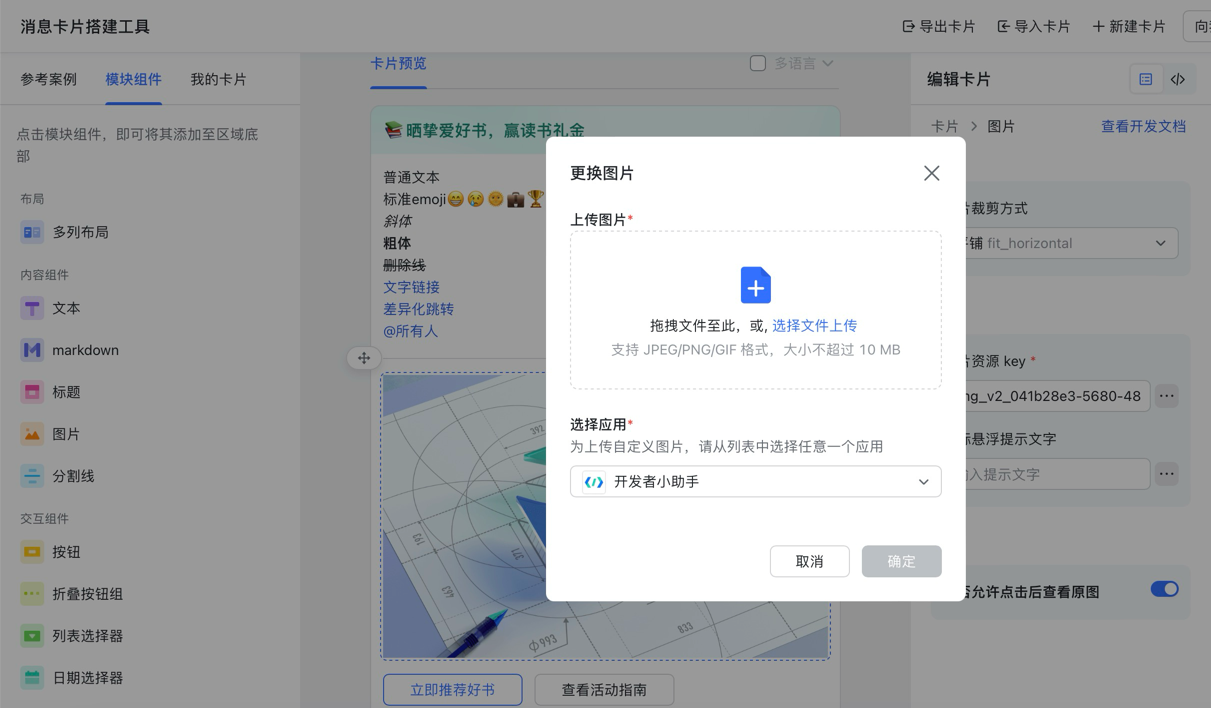 消息卡片搭建工具
导出卡片
导入卡片
新建卡片
向
参考案例
模块组件
我的卡片
点击模块组件，即可将其添加至区域底
部
布局
多列布局
内容组件
文本
markdown
标题
图片
分割线
交互组件
按钮
折叠按钮组
列表选择器
日期选择器
卡片预览
多语言
📚晒挚爱好书，赢读书礼金
普通文本
标准emoji😁😢🌝💼🏆
斜体
粗体
删除线
文字链接
差异化跳转
@所有人
392
193
371
693
Φ993
833
立即推荐好书
查看活动指南
更换图片
上传图片*
拖拽文件至此，或, 选择文件上传
支持 JPEG/PNG/GIF 格式，大小不超过 10 MB
选择应用*
为上传自定义图片，请从列表中选择任意一个应用
开发者小助手
取消
确定
编辑卡片
卡片 > 图片
查看开发文档
裁剪方式
铺 fit_horizontal
资源 key *
ng_v2_041b28e3-5680-48
悬浮提示文字
入提示文字
允许点击后查看原图